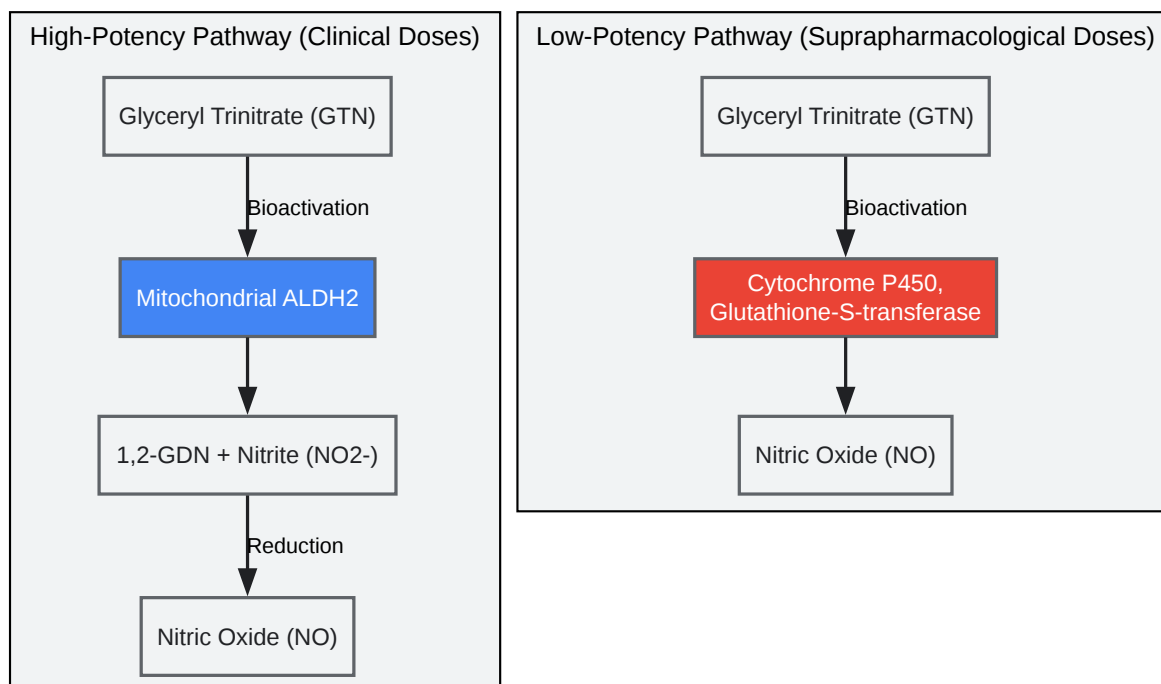 High-Potency Pathway (Clinical Doses)
Glyceryl Trinitrate (GTN)
Bioactivation
Mitochondrial ALDH2
1,2-GDN + Nitrite (NO2-)
Reduction
Nitric Oxide (NO)
Low-Potency Pathway (Suprapharmacological Doses)
Glyceryl Trinitrate (GTN)
Bioactivation
Cytochrome P450,
Glutathione-S-transferase
Nitric Oxide (NO)